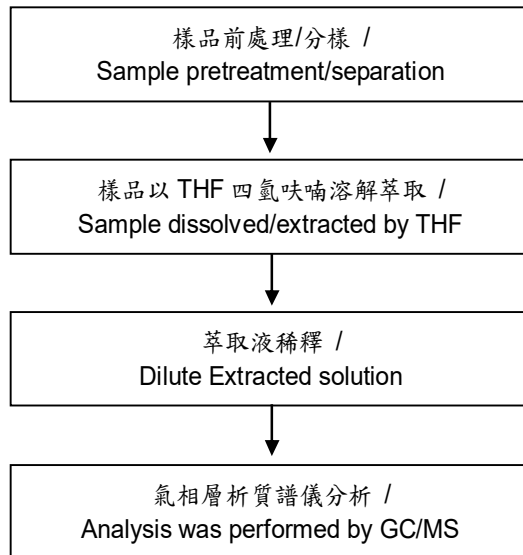 樣品前處理/分樣 /
Sample pretreatment/separation
樣品以 THF 四氫呋喃溶解萃取 /
Sample dissolved/extracted by THF
萃取液稀釋 /
Dilute Extracted solution
氣相層析質譜儀分析 /
Analysis was performed by GC/MS